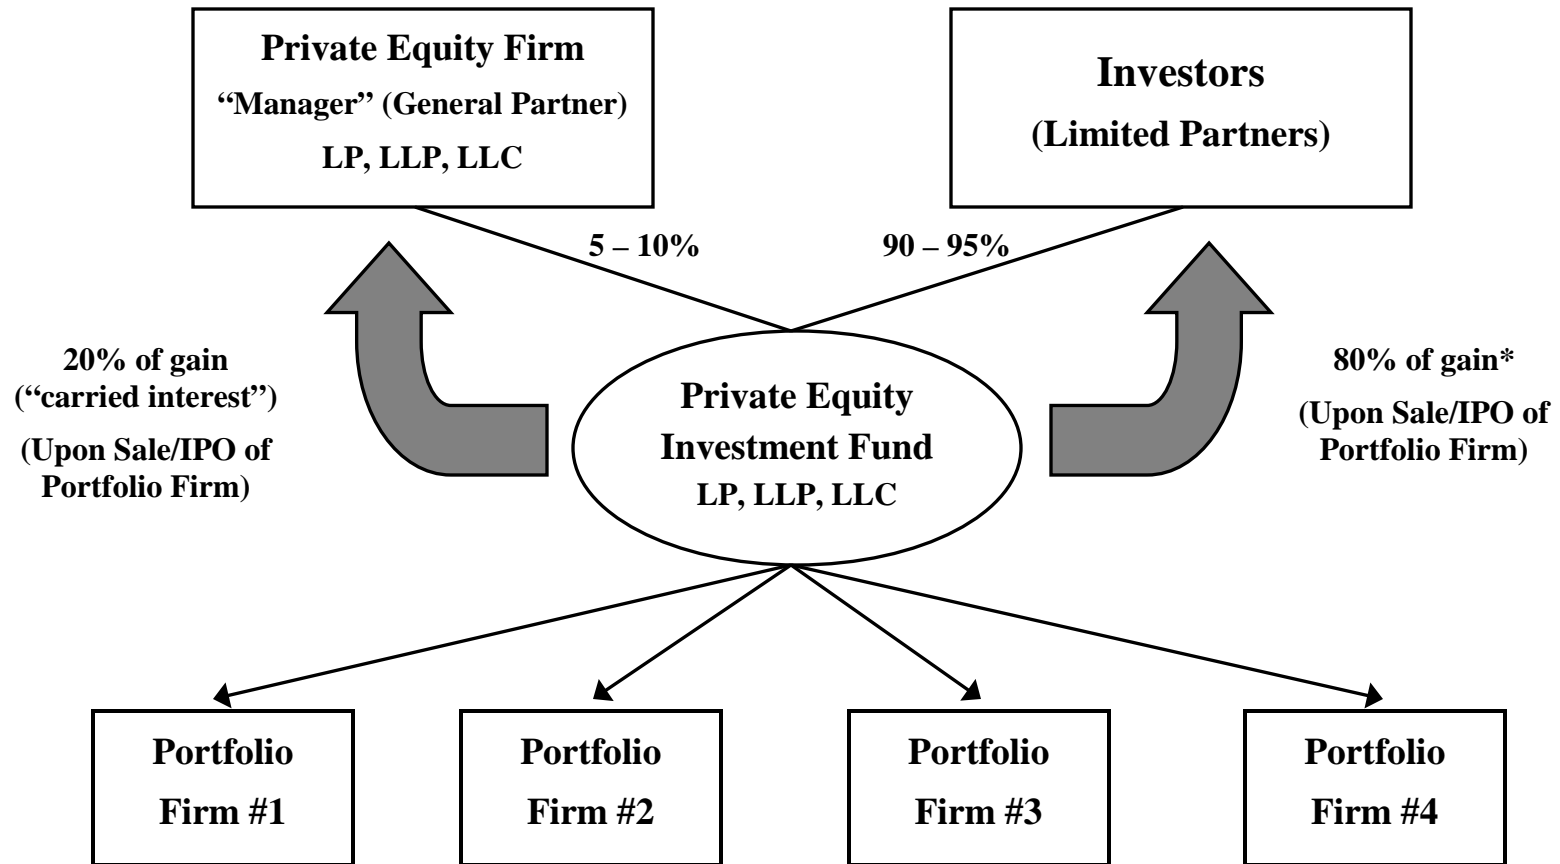 Private Equity Firm
“Manager” (General Partner)
LP, LLP, LLC
Investors
(Limited Partners)
5 – 10%
90 – 95%
20% of gain
(“carried interest”)
(Upon Sale/IPO of
Portfolio Firm)
80% of gain*
(Upon Sale/IPO of
Portfolio Firm)
Private Equity
Investment Fund
LP, LLP, LLC
Portfolio
Firm #1
Portfolio
Firm #2
Portfolio
Firm #3
Portfolio
Firm #4